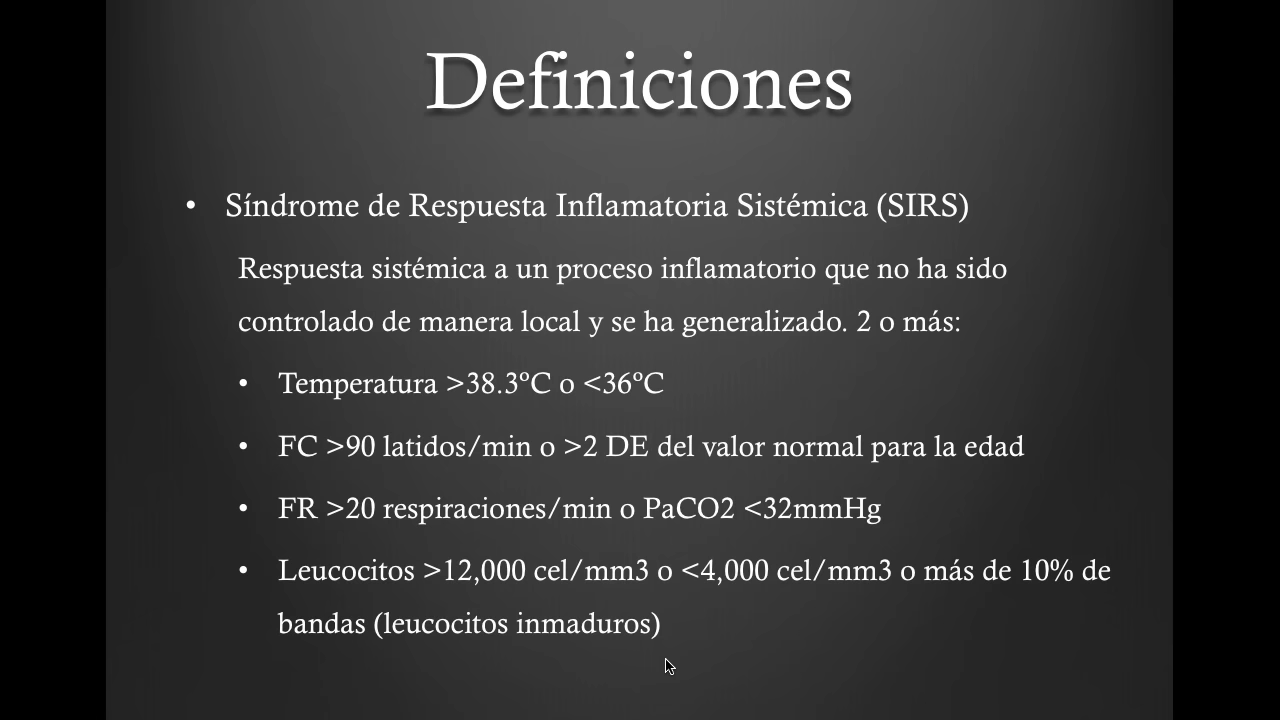 Definiciones
• Síndrome de Respuesta Inflamatoria Sistémica (SIRS)
Respuesta sistémica a un proceso inflamatorio que no ha sido
controlado de manera local y se ha generalizado. 2 o más:
• Temperatura >38.3ºC o <36ºC
• FC >90 latidos/min o >2 DE del valor normal para la edad
• FR >20 respiraciones/min o PaCO2 <32mmHg
• Leucocitos >12,000 cel/mm3 o <4,000 cel/mm3 o más de 10% de
bandas (leucocitos inmaduros)